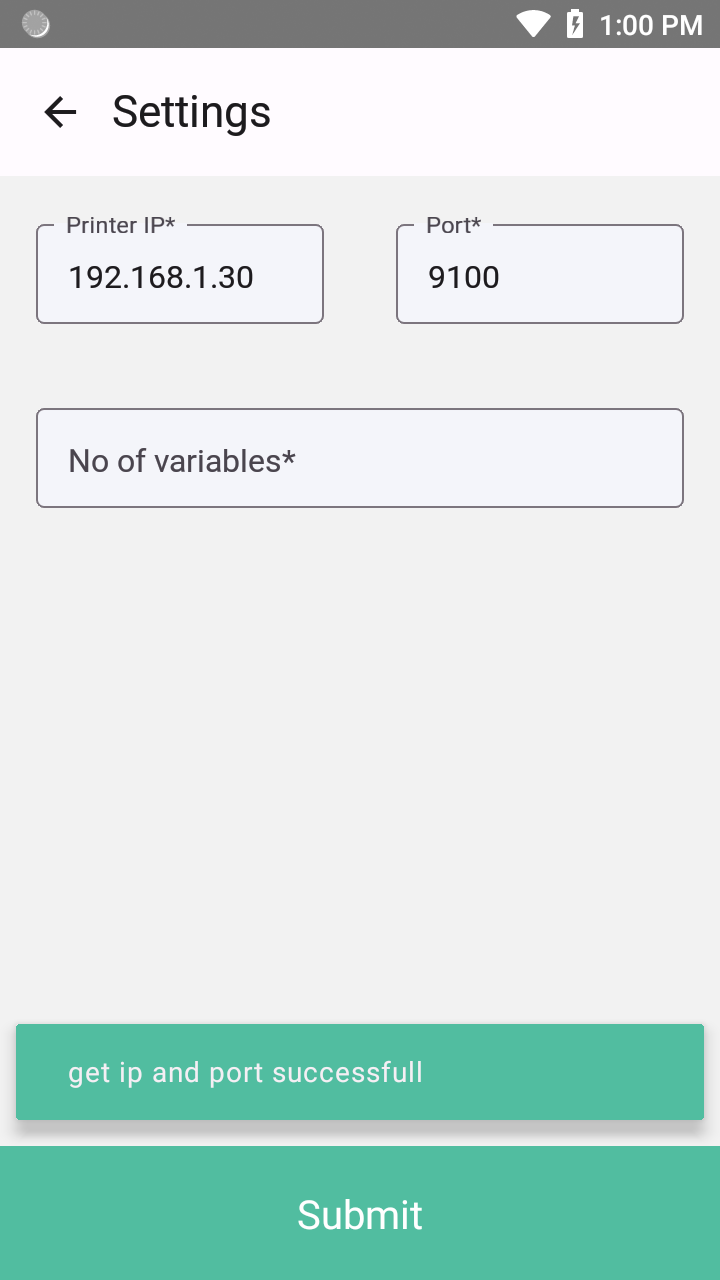 1:00 PM
Settings
Printer IP*
192.168.1.30
Port*
9100
No of variables*
get ip and port successfull
Submit